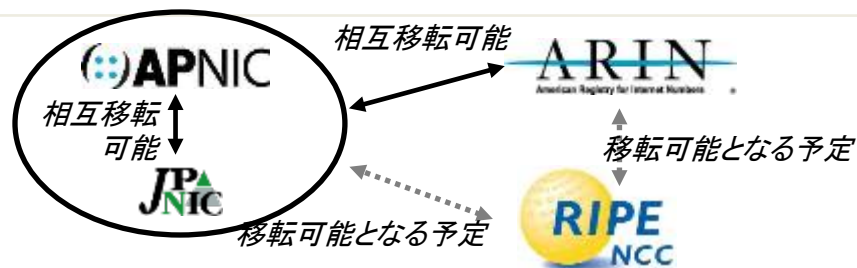 相互移転可能
(::)APNIC
ARIN
American Registry for Internet Numbers
相互移転
可能
移転可能となる予定
JPNIC
RIPE
NCC
移転可能となる予定